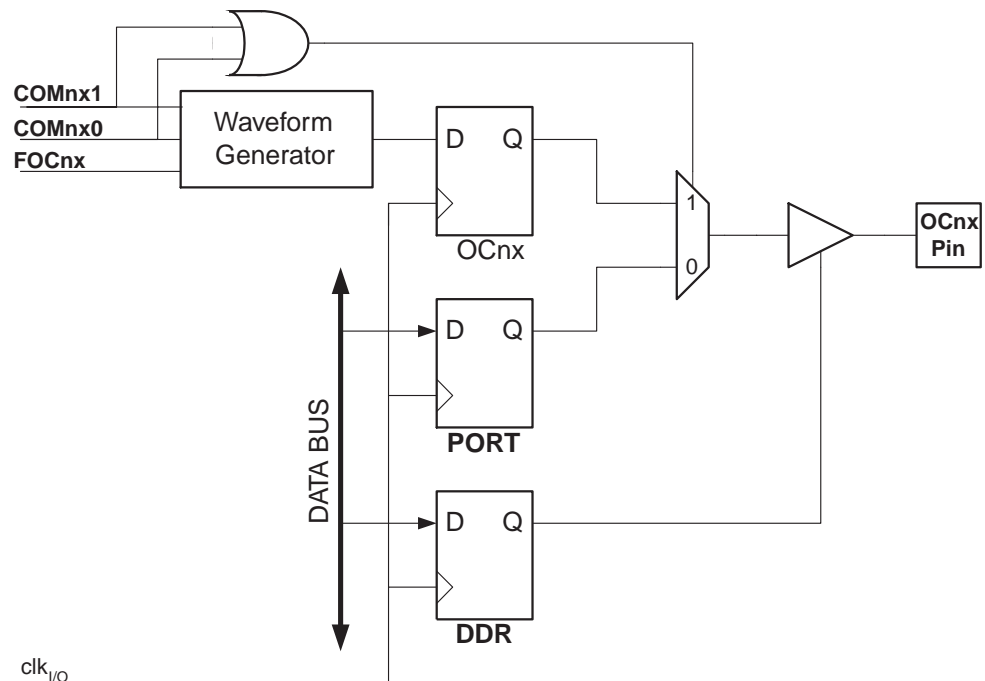 COMnx1
COMnx0
FOCnx
Waveform
Generator
D Q
OCnx
1
0
OCnx
Pin
D Q
PORT
DATA BUS
D Q
DDR
clkI/O